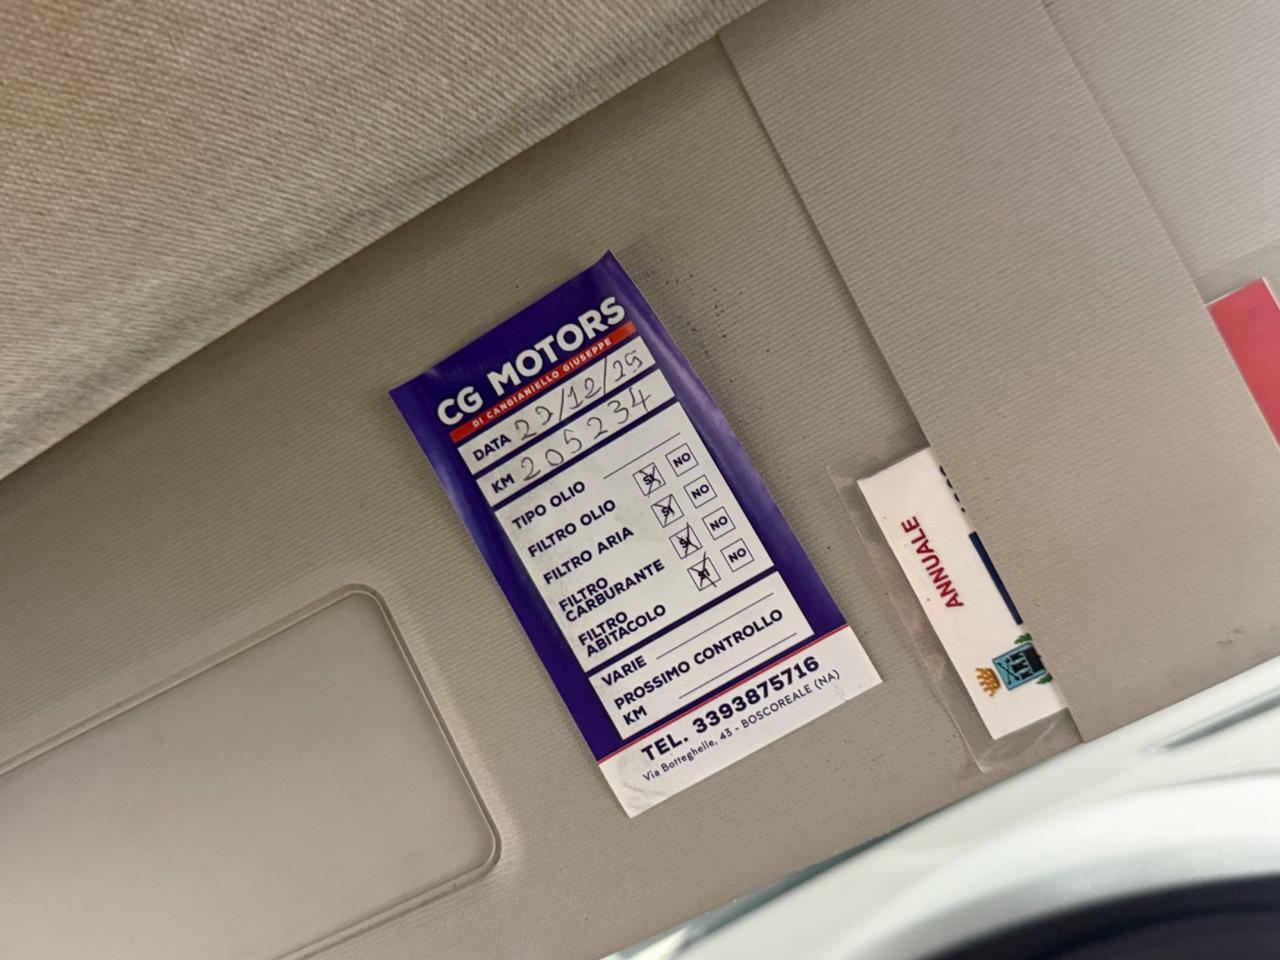 CG MOTORS
DI CANGIANIELLO GIUSEPPE
DATA 29/12/25
KM 205234
TIPO OLIO
FILTRO OLIO SI NO
FILTRO ARIA SI NO
FILTRO CARBURANTE SI NO
FILTRO ABITACOLO SI NO
VARIE
PROSSIMO CONTROLLO
KM
TEL. 3393875716
Via Botteghelle, 43 - BOSCOREALE (NA)
ANNUALE